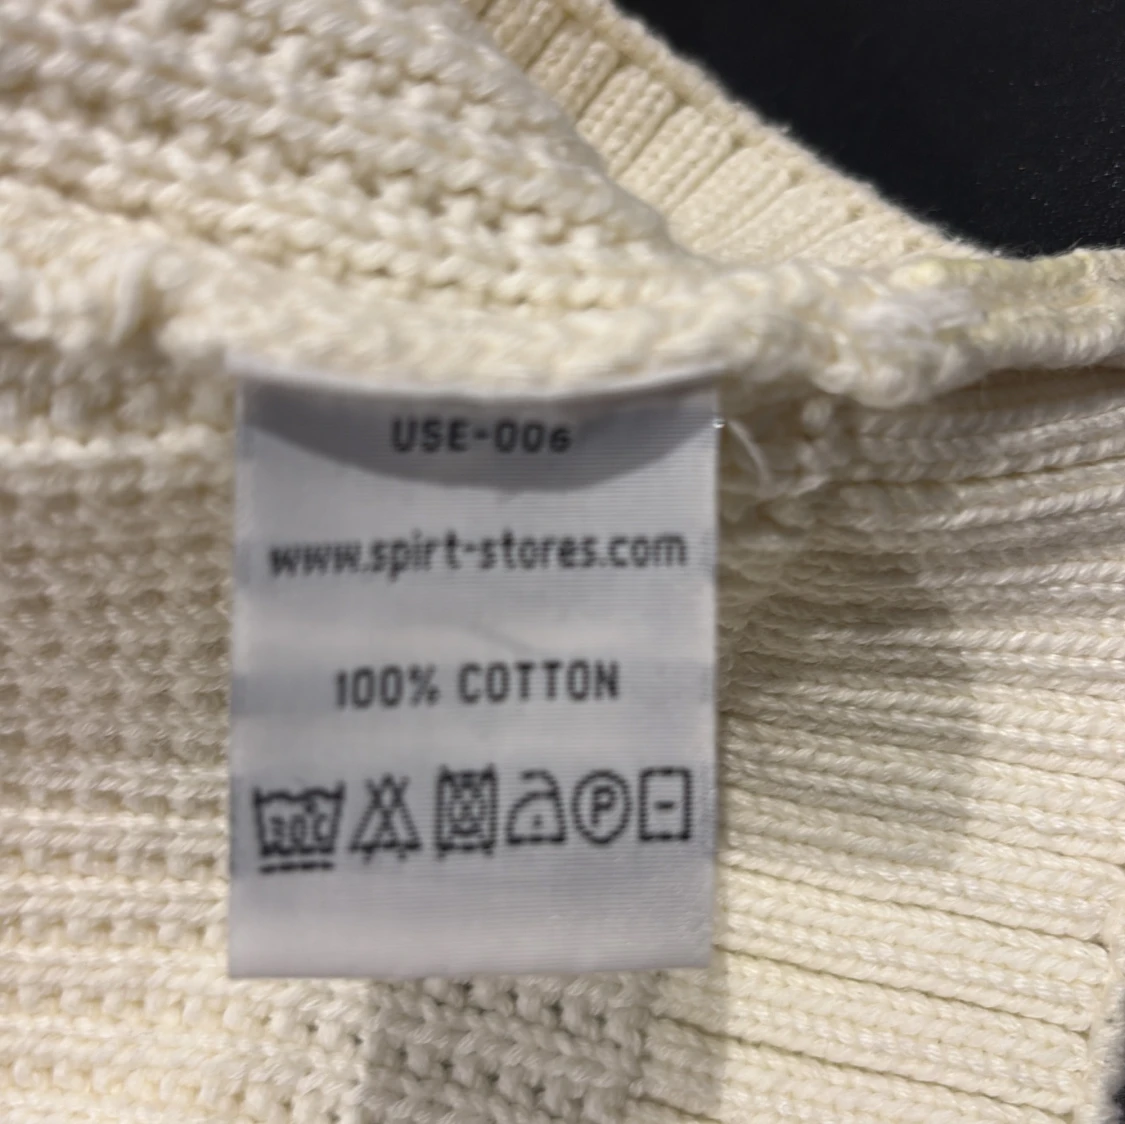 USE-006
www.spirt-stores.com
100% COTTON
30℃
P